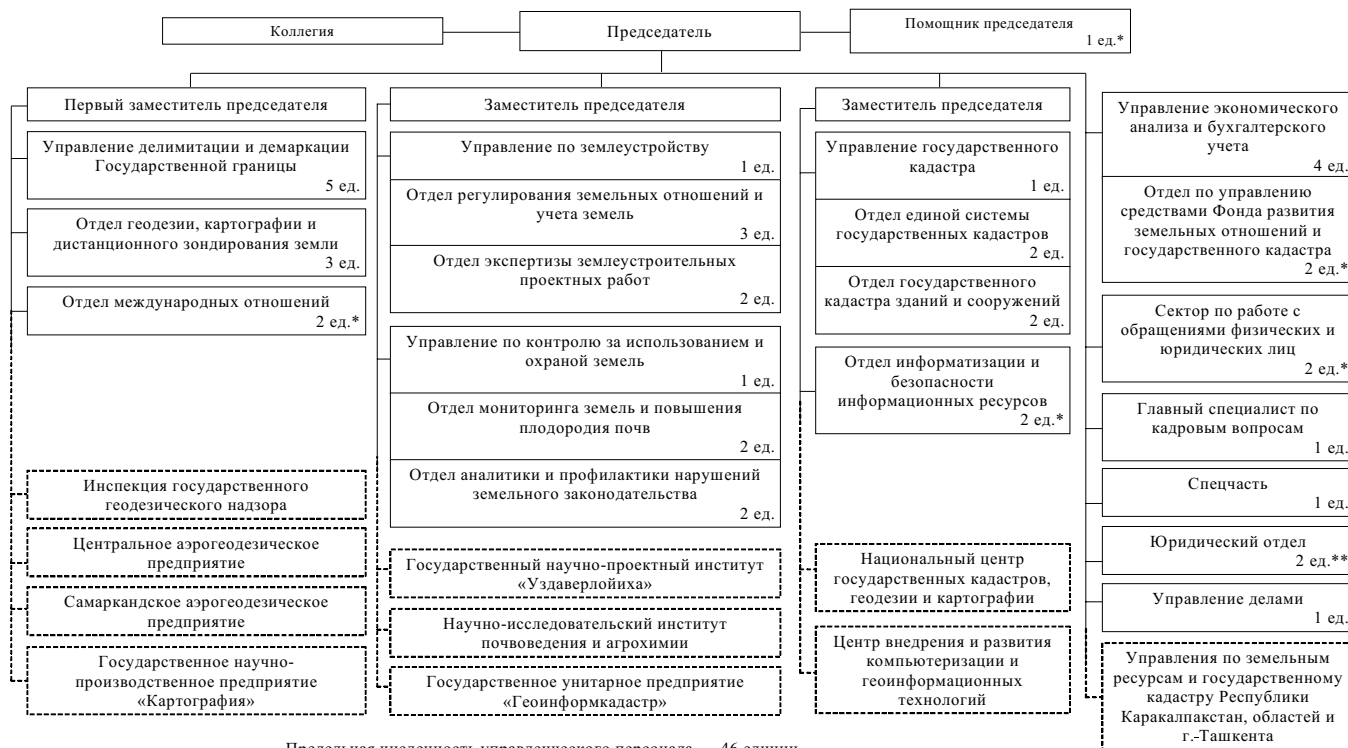 Коллегия
Председатель
Помощник председателя
1 ед.*
Первый заместитель председателя
Управление делимитации и демаркации
Государственной границы
5 ед.
Отдел геодезии, картографии и
дистанционного зондирования земли
3 ед.
Отдел международных отношений
2 ед.*
Инспекция государственного
геодезического надзора
Центральное аэрогеодезическое
предприятие
Самаркандское аэрогеодезическое
предприятие
Государственное научно-
производственное предприятие
«Картография»
Заместитель председателя
Управление по землеустройству
1 ед.
Отдел регулирования земельных отношений и
учета земель
3 ед.
Отдел экспертизы землеустроительных
проектных работ
2 ед.
Управление по контролю за использованием и
охраной земель
1 ед.
Отдел мониторинга земель и повышения
плодородия почв
2 ед.
Отдел аналитики и профилактики нарушений
земельного законодательства
2 ед.
Государственный научно-проектный институт
«Уздаверлойиха»
Научно-исследовательский институт
почвоведения и агрохимии
Государственное унитарное предприятие
«Геоинформкадастр»
Заместитель председателя
Управление государственного
кадастра
1 ед.
Отдел единой системы
государственных кадастров
2 ед.
Отдел государственного
кадастра зданий и сооружений
2 ед.
Отдел информатизации и
безопасности
информационных ресурсов
2 ед.*
Национальный центр
государственных кадастров,
геодезии и картографии
Центр внедрения и развития
компьютеризации и
геоинформационных
технологий
Управление экономического
анализа и бухгалтерского
учета
4 ед.
Отдел по управлению
средствами Фонда развития
земельных отношений и
государственного кадастра
2 ед.*
Сектор по работе с
обращениями физических и
юридических лиц
2 ед.*
Главный специалист по
кадровым вопросам
1 ед.
Спецчасть
1 ед.
Юридический отдел
2 ед.**
Управление делами
1 ед.
Управления по земельным
ресурсам и государственному
кадастру Республики
Каракалпакстан, областей и
г.-Ташкента